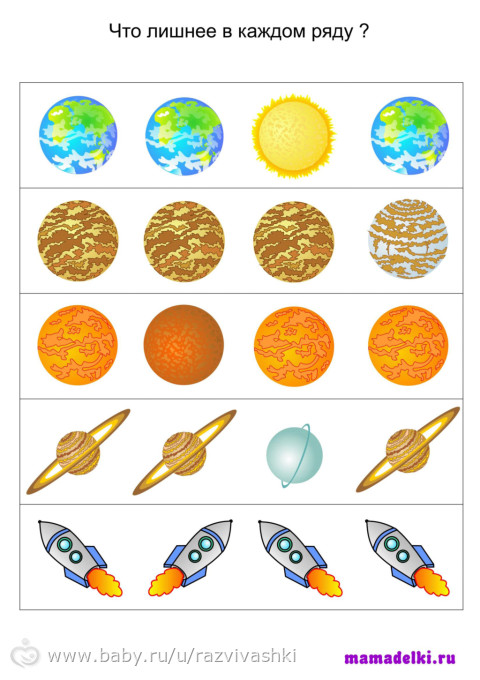 Что лишнее в каждом ряду ?
www.baby.ru/u/razvivashki
mamadelki.ru